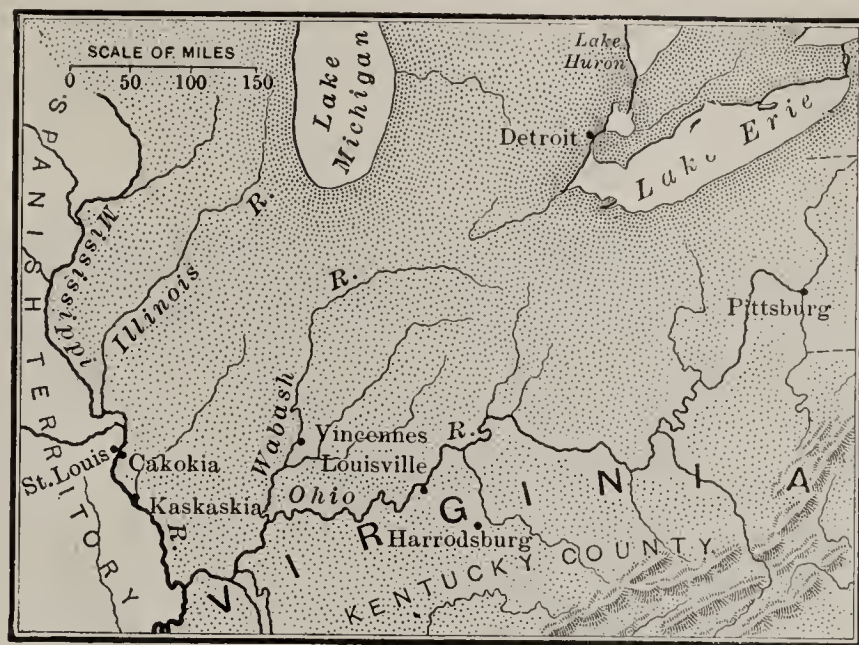 SCALE OF MILES
0 50 100 150
Lake
Michigan
Lake
Huron
Detroit
Lake Erie
SPANISH TERRITORY
Mississippi
R.
Illinois
R.
Wabash
R.
Pittsburg
Vincennes
Louisville
R.
Ohio
St. Louis
Cakokia
Kaskaskia
Harrodsburg
VIRGINIA
KENTUCKY COUNTY